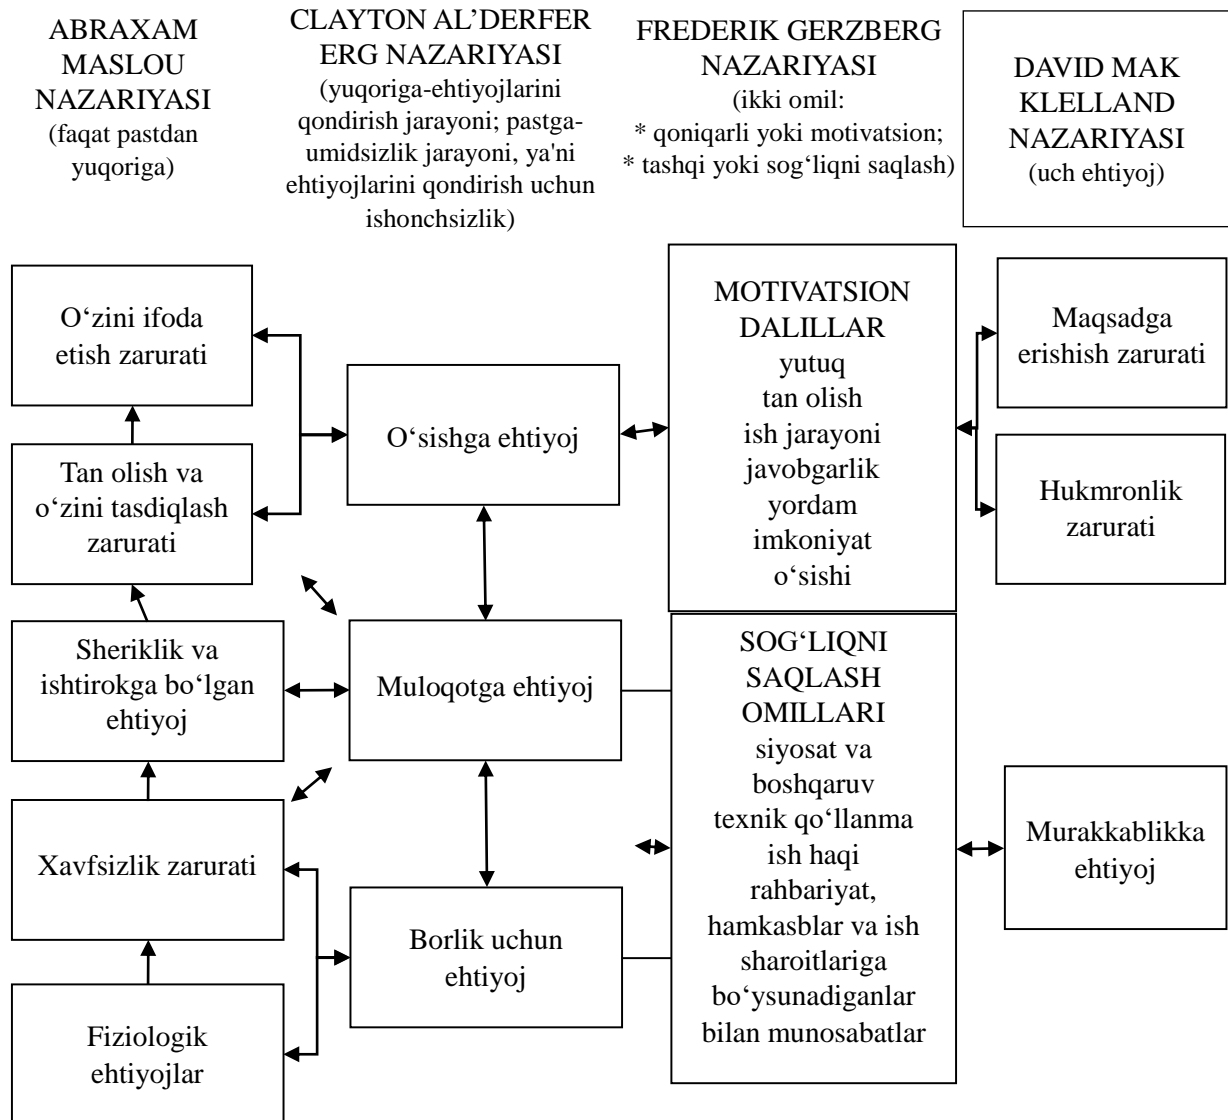 ABRAXAM
MASLOU
NAZARIYASI
(faqat pastdan
yuqoriga)
CLAYTON AL’DERFER
ERG NAZARIYASI
(yuqoriga-ehtiyojlarini
qondirish jarayoni; pastga-
umidsizlik jarayoni, ya'ni
ehtiyojlarini qondirish uchun
ishonchsizlik)
FREDERIK GERZBERG
NAZARIYASI
(ikki omil:
* qoniqarli yoki motivatsion;
* tashqi yoki sog‘liqni saqlash)
DAVID MAK
KLELLAND
NAZARIYASI
(uch ehtiyoj)
O‘zini ifoda
etish zarurati
Tan olish va
o‘zini tasdiqlash
zarurati
Sheriklik va
ishtirokga bo‘lgan
ehtiyoj
Xavfsizlik zarurati
Fiziologik
ehtiyojlar
O‘sishga ehtiyoj
Muloqotga ehtiyoj
Borlik uchun
ehtiyoj
MOTIVATSION
DALILLAR
yutuq
tan olish
ish jarayoni
javobgarlik
yordam
imkoniyat
o‘sishi
SOG‘LIQNI
SAQLASH
OMILLARI
siyosat va
boshqaruv
texnik qo‘llanma
ish haqi
rahbariyat,
hamkasblar va ish
sharoitlariga
bo‘ysunadiganlar
bilan munosabatlar
Maqsadga
erishish zarurati
Hukmronlik
zarurati
Murakkablikka
ehtiyoj